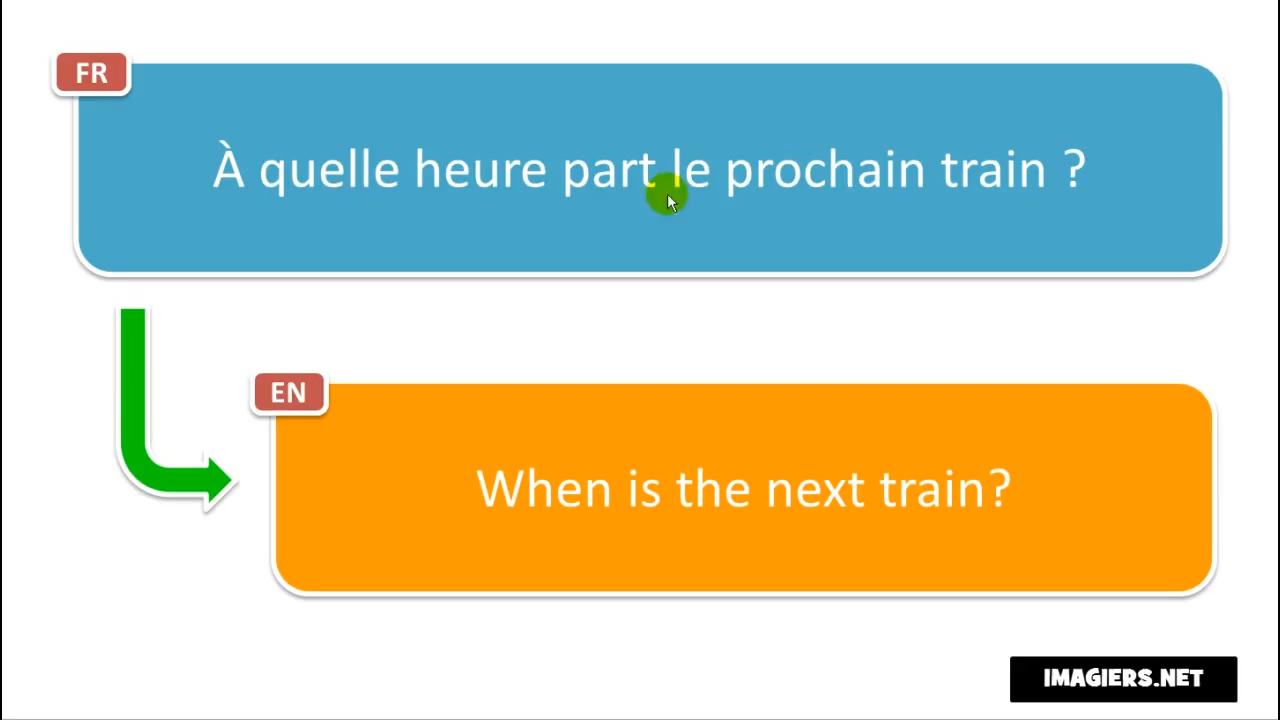 FR
À quelle heure part le prochain train ?
EN
When is the next train?
IMAGIERS.NET